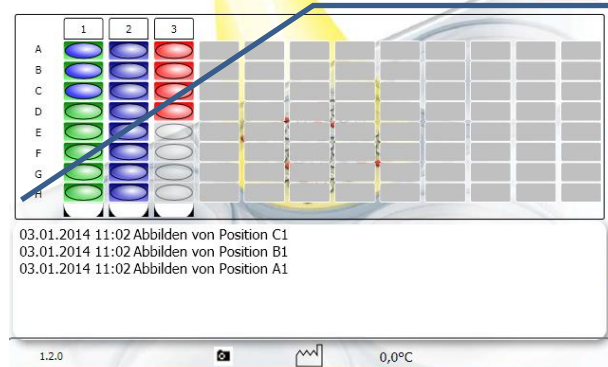 1 2 3
A
B
C
D
E
F
G
H
03.01.2014 11:02 Abbilden von Position C1
03.01.2014 11:02 Abbilden von Position B1
03.01.2014 11:02 Abbilden von Position A1
1.2.0 0,0°C